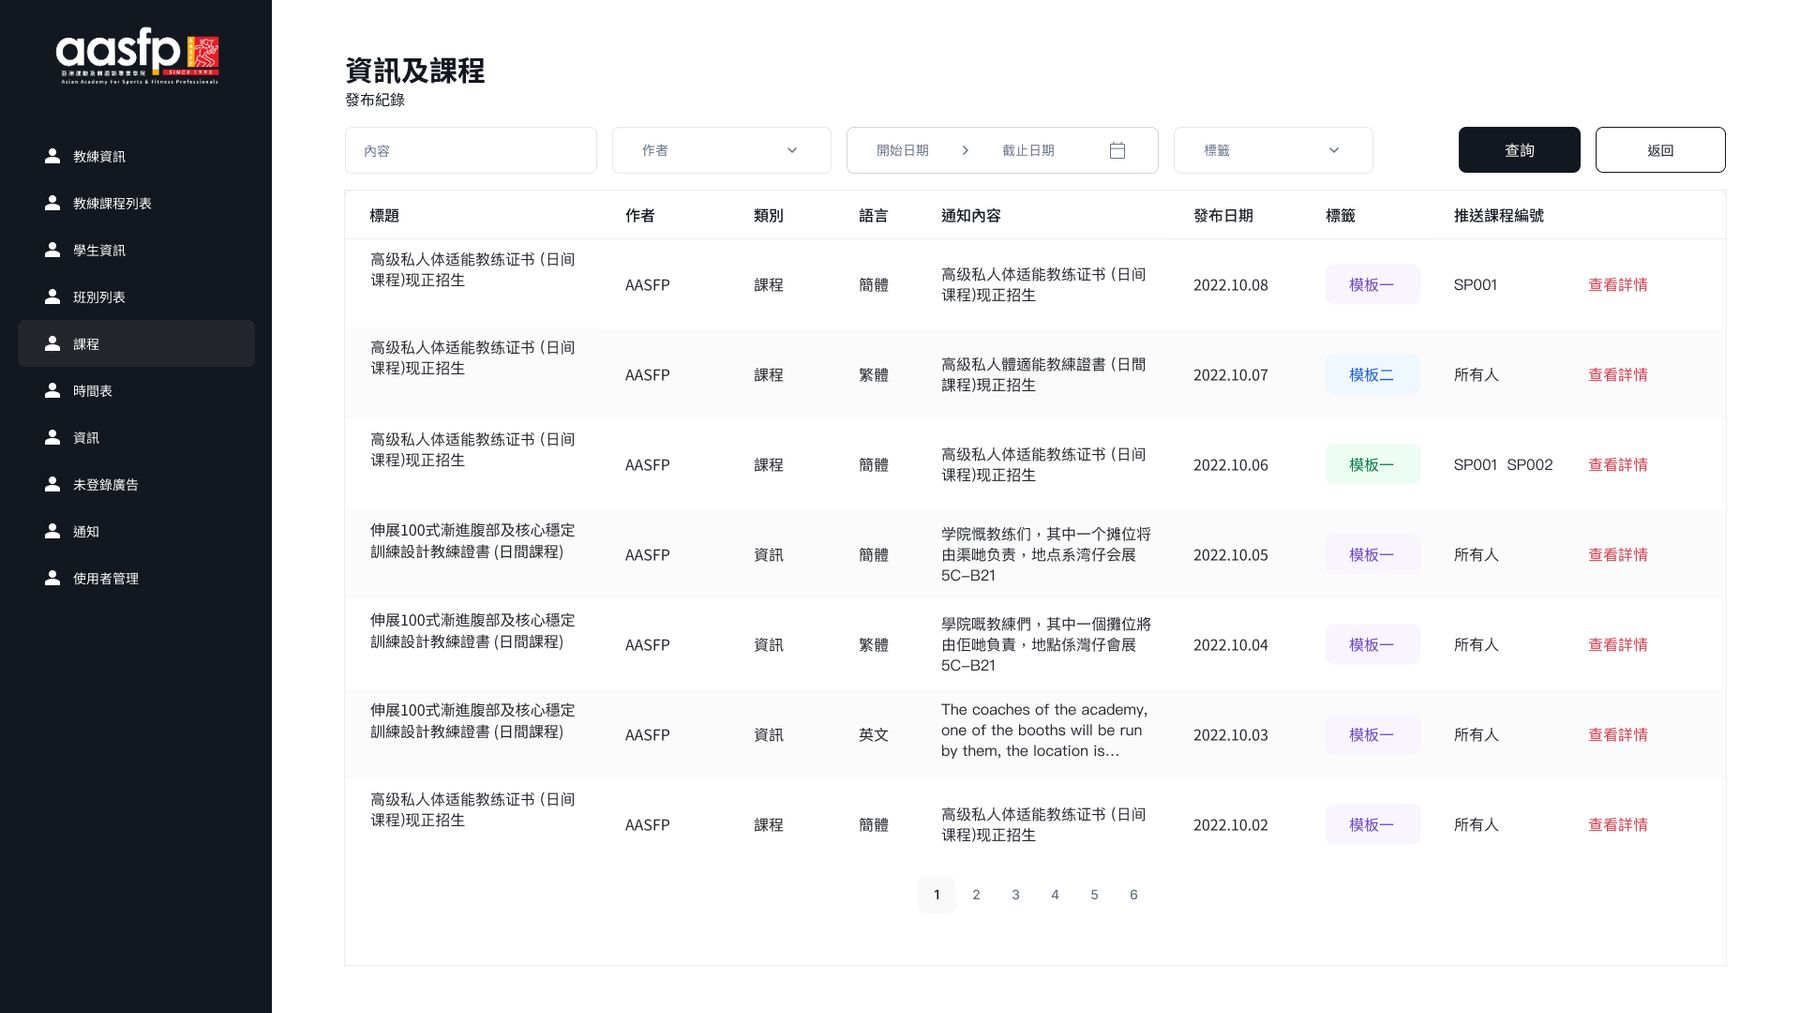 aasfp
亞洲運動及體適能專業學院
SINCE 1992
Asian Academy For Sports & Fitness Professionals
教練資訊
教練課程列表
學生資訊
班別列表
課程
時間表
資訊
未登錄廣告
通知
使用者管理
資訊及課程
發布紀錄
內容 作者 開始日期 > 截止日期 標籤 查詢 返回
標題 作者 類別 語言 通知內容 發布日期 標籤 推送課程編號
高级私人体适能教练证书 (日间
课程)现正招生
AASFP 課程 簡體
高级私人体适能教练证书 (日间
课程)现正招生
2022.10.08 模板一 SP001 查看詳情
高级私人体适能教练证书 (日间
课程)现正招生
AASFP 課程 繁體
高級私人體適能教練證書 (日間
課程)現正招生
2022.10.07 模板二 所有人 查看詳情
高级私人体适能教练证书 (日间
课程)现正招生
AASFP 課程 簡體
高级私人体适能教练证书 (日间
课程)现正招生
2022.10.06 模板一 SP001 SP002 查看詳情
伸展100式漸進腹部及核心穩定
訓練設計教練證書 (日間課程)
AASFP 資訊 簡體
学院慨教练们，其中一个摊位将
由渠哋负责，地点系湾仔会展
5C-B21
2022.10.05 模板一 所有人 查看詳情
伸展100式漸進腹部及核心穩定
訓練設計教練證書 (日間課程)
AASFP 資訊 繁體
學院嘅教練們，其中一個攤位將
由佢哋負責，地點係灣仔會展
5C-B21
2022.10.04 模板一 所有人 查看詳情
伸展100式漸進腹部及核心穩定
訓練設計教練證書 (日間課程)
AASFP 資訊 英文
The coaches of the academy,
one of the booths will be run
by them, the location is...
2022.10.03 模板一 所有人 查看詳情
高级私人体适能教练证书 (日间
课程)现正招生
AASFP 課程 簡體
高级私人体适能教练证书 (日间
课程)现正招生
2022.10.02 模板一 所有人 查看詳情
1 2 3 4 5 6